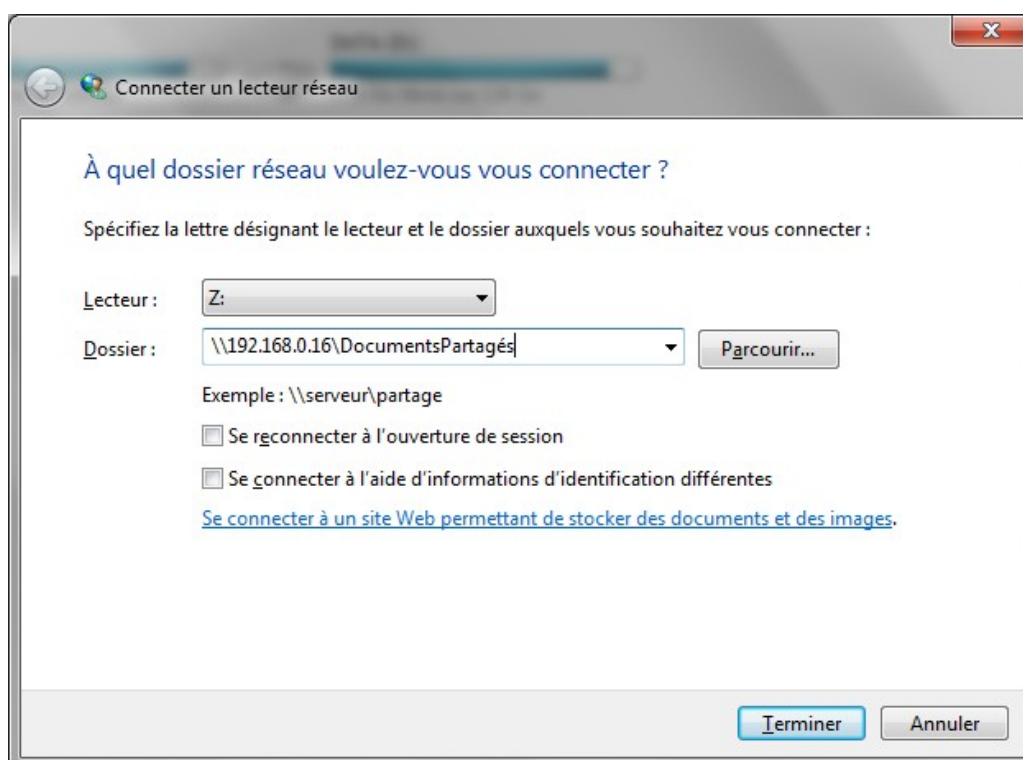 Connecter un lecteur réseau
À quel dossier réseau voulez-vous vous connecter ?
Spécifiez la lettre désignant le lecteur et le dossier auxquels vous souhaitez vous connecter :
Lecteur : Z:
Dossier : \\192.168.0.16\DocumentsPartagés Parcourir...
Exemple : \\serveur\partage
Se reconnecter à l'ouverture de session
Se connecter à l'aide d'informations d'identification différentes
Se connecter à un site Web permettant de stocker des documents et des images.
Terminer Annuler